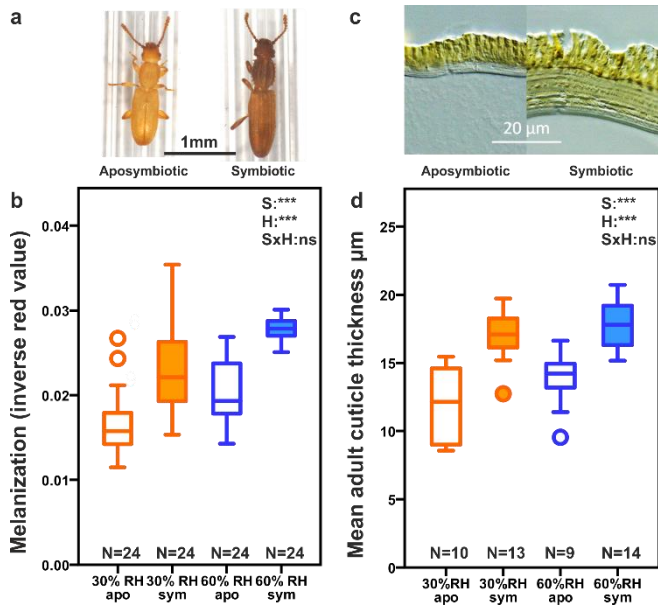 a
1mm
Aposymbiotic Symbiotic
b
S:***
H:***
SxH:ns
Melanization (inverse red value)
0.04
0.03
0.02
0.01
0.00
N=24 N=24 N=24 N=24
30% RH 30% RH 60% RH 60% RH
apo sym apo sym
c
20 µm
Aposymbiotic Symbiotic
d
S:***
H:***
SxH:ns
Mean adult cuticle thickness µm
25
20
15
10
5
0
N=10 N=13 N=9 N=14
30%RH 30%RH 60%RH 60%RH
apo sym apo sym